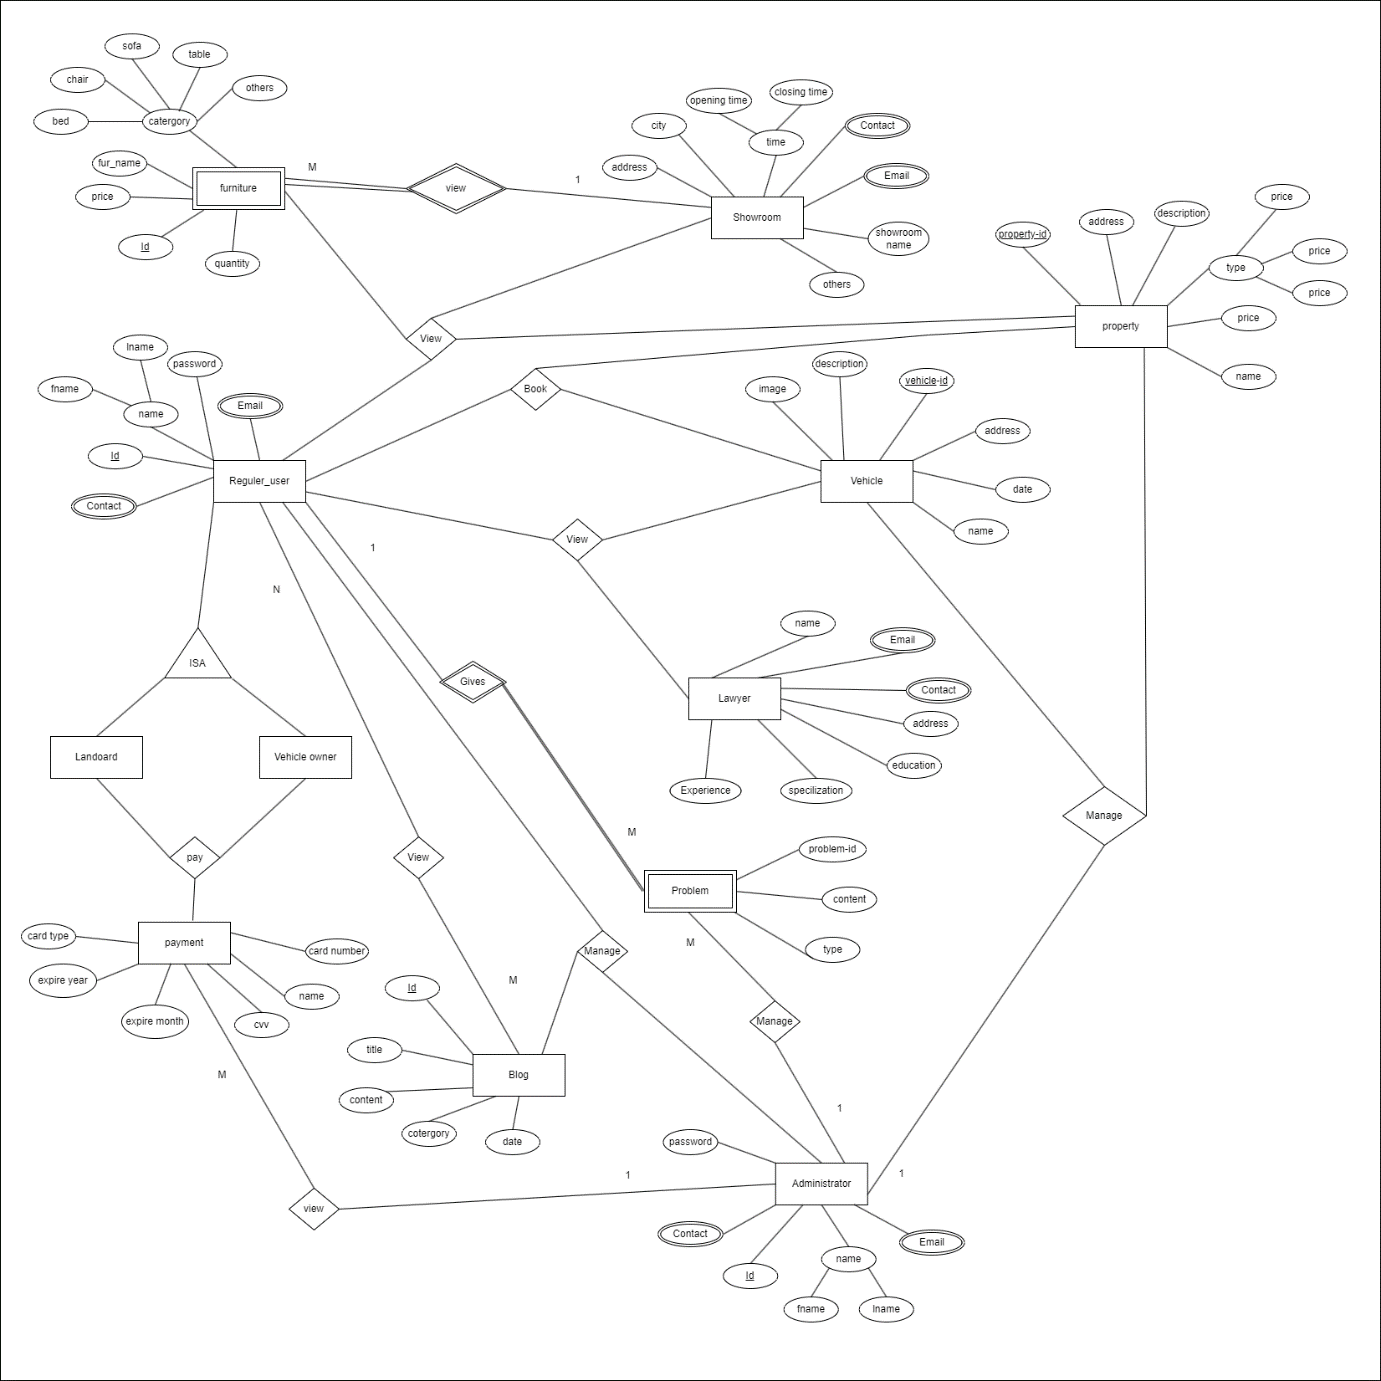 sofa
table
chair
others
bed
catergory
fur_name
furniture
price
Id
quantity
M
view
1
opening time
closing time
city
time
Contact
address
Email
Showroom
showroom
name
others
property-id
address
description
price
type
price
price
property
price
name
View
lname
password
fname
name
Email
Id
Reguler_user
Contact
Book
description
image
vehicle-id
address
Vehicle
date
name
View
1
N
ISA
Landoard
Vehicle owner
pay
Gives
name
Email
Contact
Lawyer
address
education
Experience
specilization
Manage
M
View
problem-id
Problem
content
type
M
Manage
Manage
card type
payment
card number
expire year
name
expire month
cvv
M
Id
M
title
Blog
content
cotergory
date
1
password
1
1
Administrator
view
Contact
Email
name
Id
fname
lname